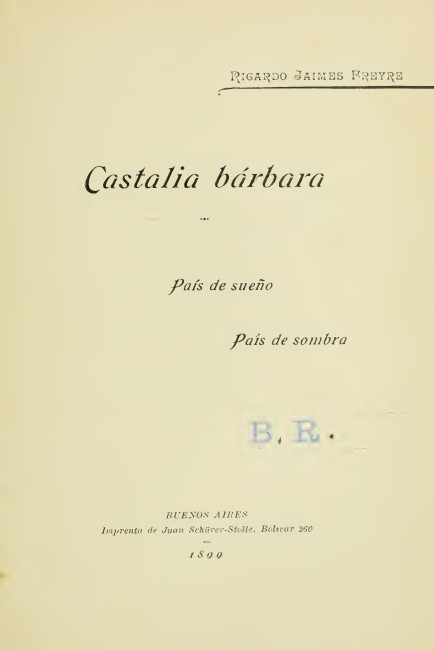 RICARDO JAIMES FREYRE
Castalia bárbara
País de sueño
País de sombra
B. R.
BUENOS AIRES
Imprenta de Juan Schürer-Stolle, Bolívar 260
1899